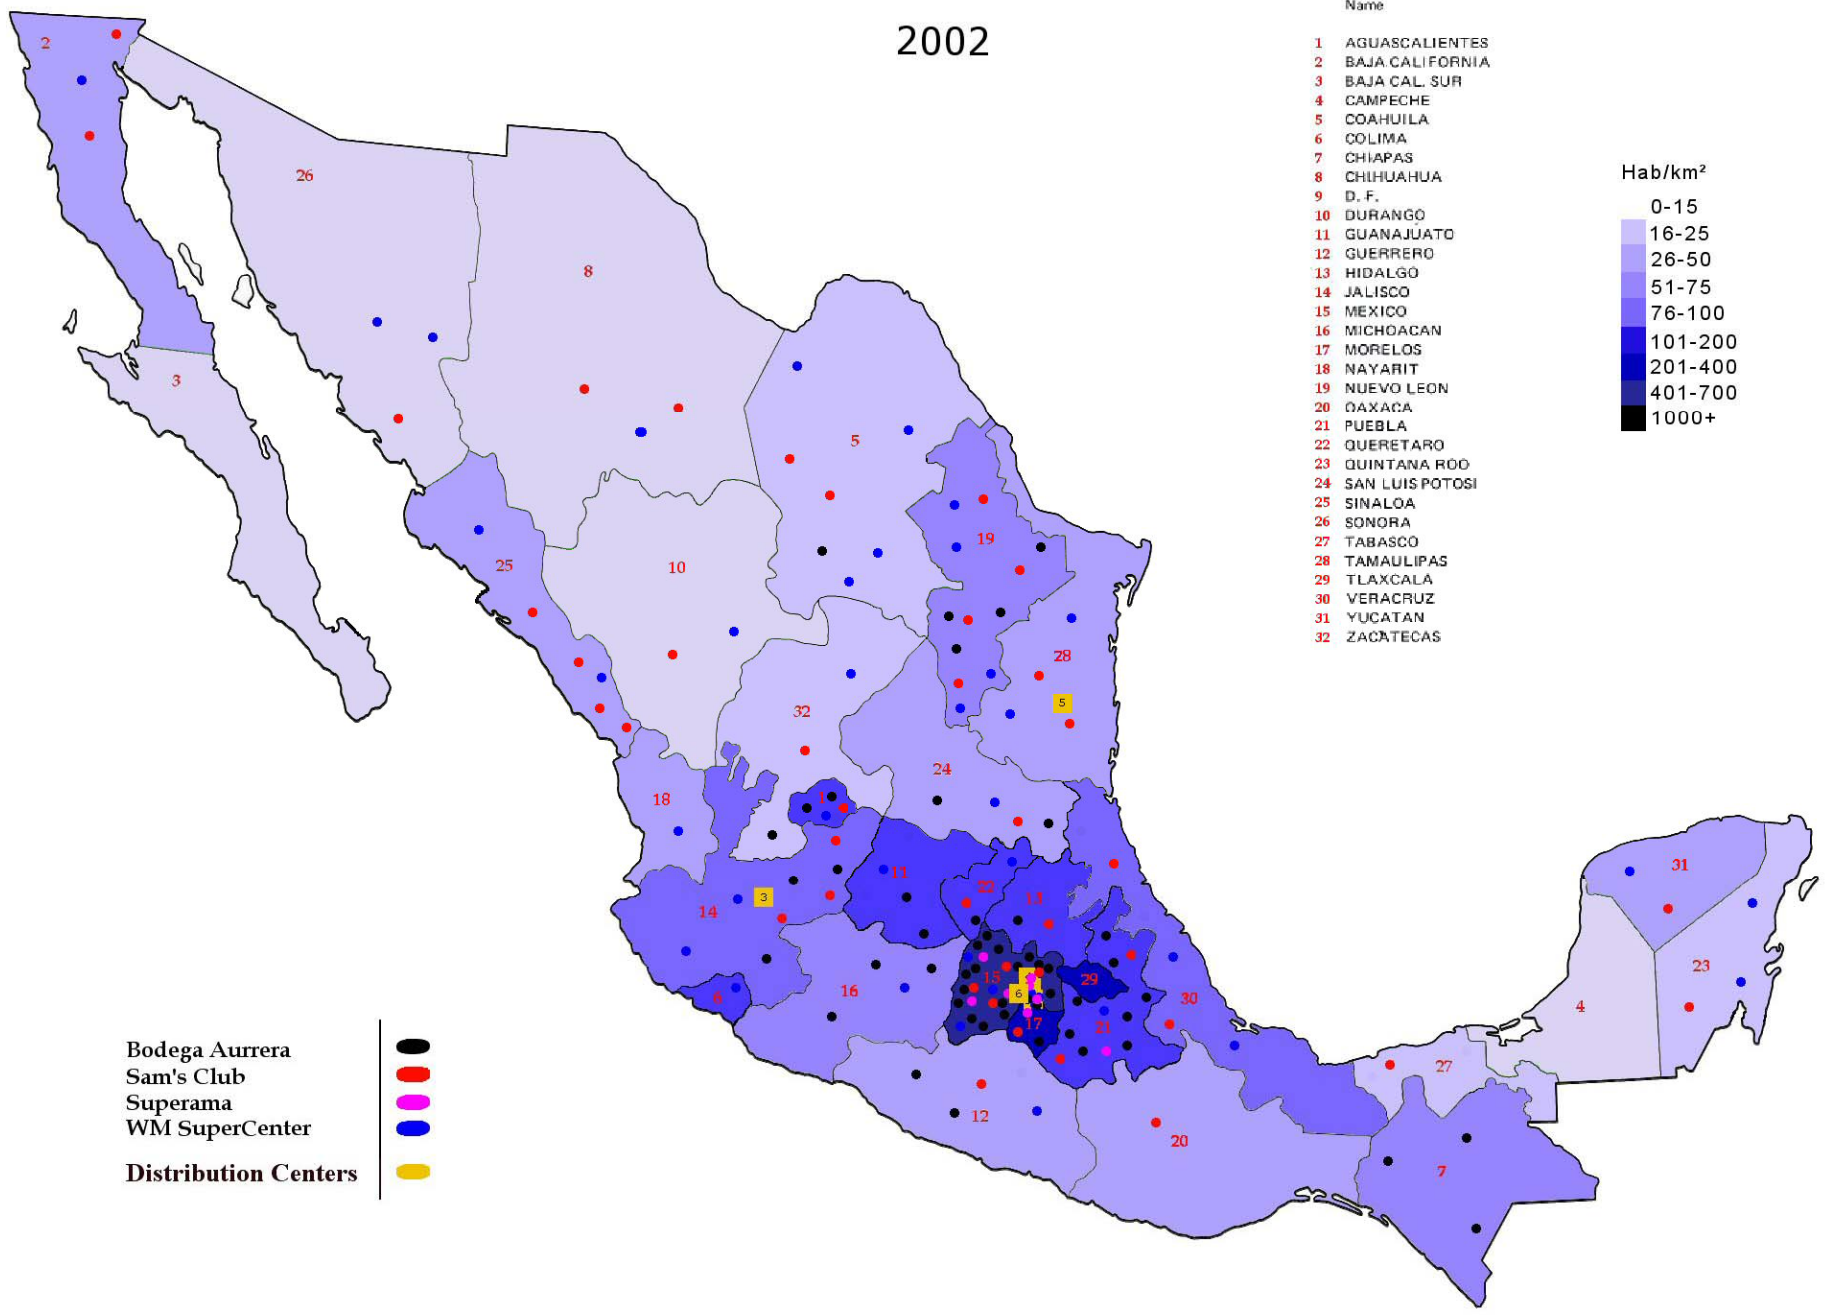 2002
Name
1 AGUASCALIENTES
2 BAJA CALIFORNIA
3 BAJA CAL. SUR
4 CAMPECHE
5 COAHUILA
6 COLIMA
7 CHIAPAS
8 CHIHUAHUA
9 D. F.
10 DURANGO
11 GUANAJUATO
12 GUERRERO
13 HIDALGO
14 JALISCO
15 MEXICO
16 MICHOACAN
17 MORELOS
18 NAYARIT
19 NUEVO LEON
20 OAXACA
21 PUEBLA
22 QUERETARO
23 QUINTANA ROO
24 SAN LUIS POTOSI
25 SINALOA
26 SONORA
27 TABASCO
28 TAMAULIPAS
29 TLAXCALA
30 VERACRUZ
31 YUCATAN
32 ZACATECAS
Hab/km²
0-15
16-25
26-50
51-75
76-100
101-200
201-400
401-700
1000+
2
26
8
3
5
19
25
10
28
5
32
24
18
1
11
22
13
31
3
14
23
15
29
6
16
6
30
4
17
21
27
12
20
7
Bodega Aurrera
Sam's Club
Superama
WM SuperCenter
Distribution Centers